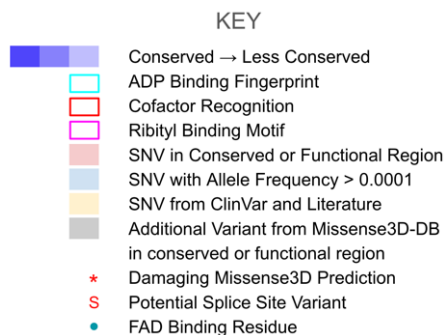 KEY
Conserved → Less Conserved
ADP Binding Fingerprint
Cofactor Recognition
Ribityl Binding Motif
SNV in Conserved or Functional Region
SNV with Allele Frequency > 0.0001
SNV from ClinVar and Literature
Additional Variant from Missense3D-DB
in conserved or functional region
* Damaging Missense3D Prediction
S Potential Splice Site Variant
• FAD Binding Residue